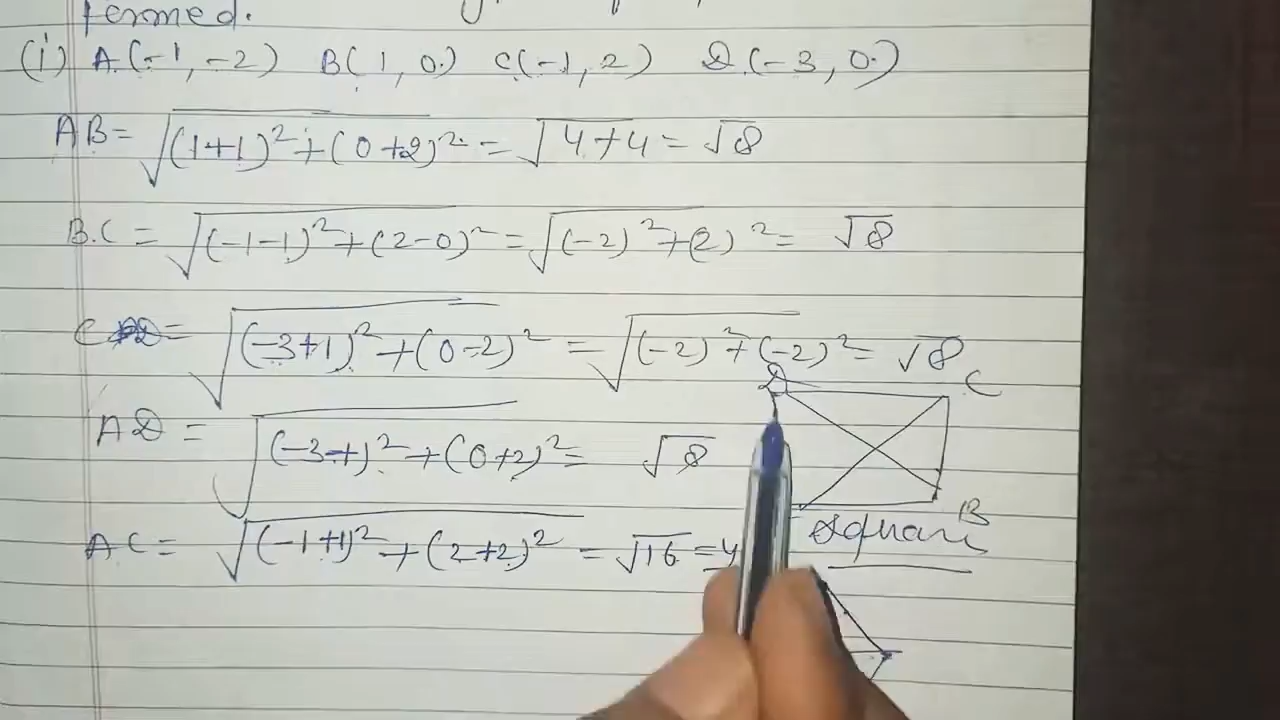 formed.
(i) A(-1, -2) B(1, 0) C(-1, 2) D(-3, 0)
AB = √(1+1)² + (0+2)² = √4+4 = √8
B.C = √(-1-1)² + (2-0)² = √(-2)² + (2)² = √8
CD = √(-3+1)² + (0-2)² = √(-2)² + (-2)² = √8
D C
AD = √(-3+1)² + (0+2)² = √8
B
Square
AC = √(-1+1)² + (2+2)² = √16 = 4